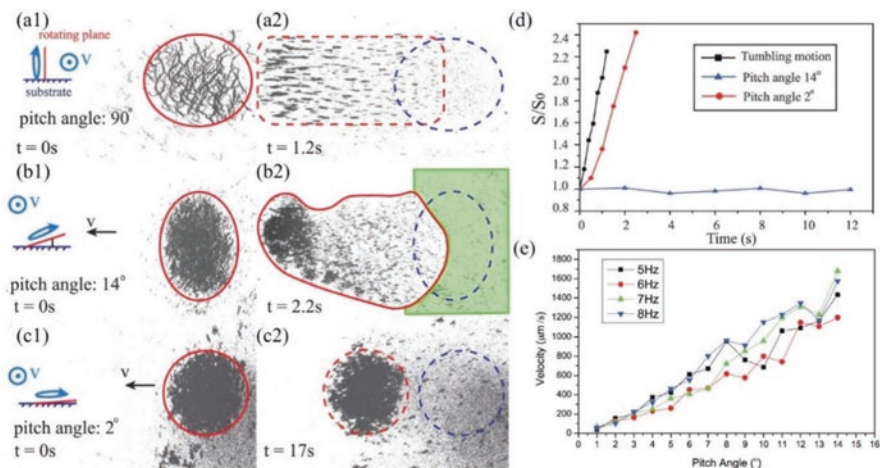 (a1)
rotating plane
V
substrate
pitch angle: 90°
t = 0s
(a2)
t = 1.2s
(b1)
V
v
pitch angle: 14°
t = 0s
(b2)
t = 2.2s
(c1)
V
v
pitch angle: 2°
t = 0s
(c2)
t = 17s
(d)
S/S0
2.4
2.2
2.0
1.8
1.6
1.4
1.2
1.0
0.8
0 2 4 6 8 10 12
Time (s)
Tumbling motion
Pitch angle 14°
Pitch angle 2°
(e)
Velocity (μm /s)
1800
1600
1400
1200
1000
800
600
400
200
0
0 1 2 3 4 5 6 7 8 9 10 11 12 13 14 15 16
Pitch Angle (°)
5Hz
6Hz
7Hz
8Hz